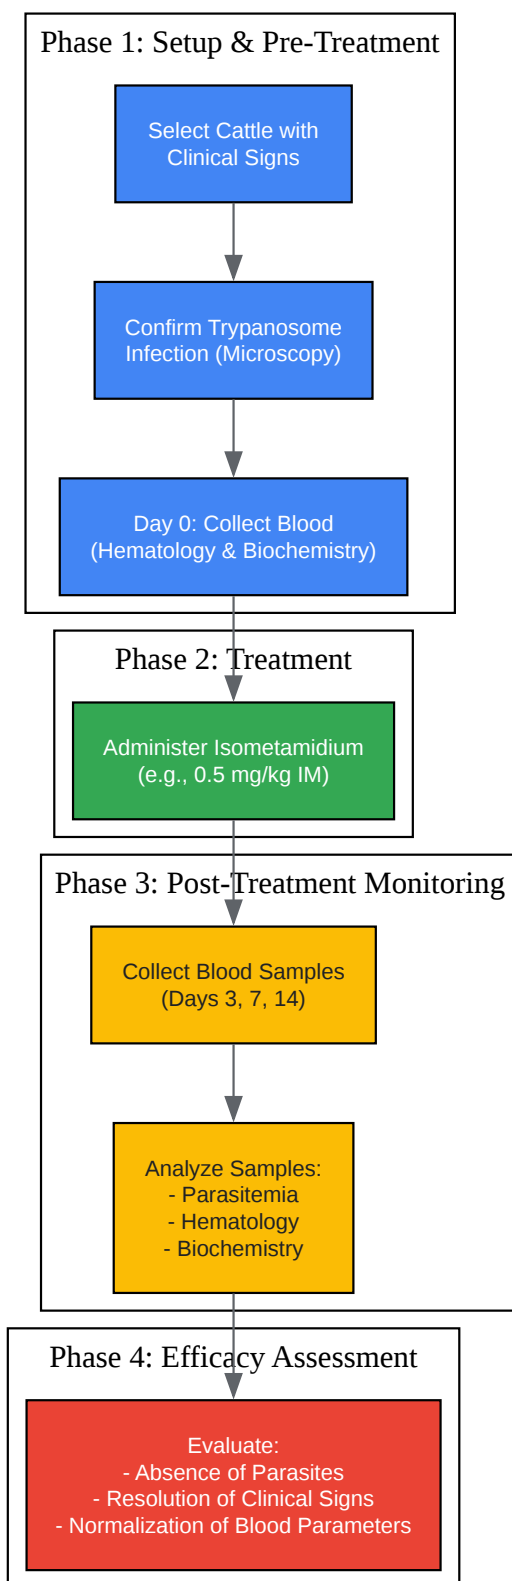 Phase 1: Setup & Pre-Treatment
Select Cattle with
Clinical Signs
Confirm Trypanosome
Infection (Microscopy)
Day 0: Collect Blood
(Hematology & Biochemistry)
Phase 2: Treatment
Administer Isometamidium
(e.g., 0.5 mg/kg IM)
Phase 3: Post-Treatment Monitoring
Collect Blood Samples
(Days 3, 7, 14)
Analyze Samples:
- Parasitemia
- Hematology
- Biochemistry
Phase 4: Efficacy Assessment
Evaluate:
- Absence of Parasites
- Resolution of Clinical Signs
- Normalization of Blood Parameters